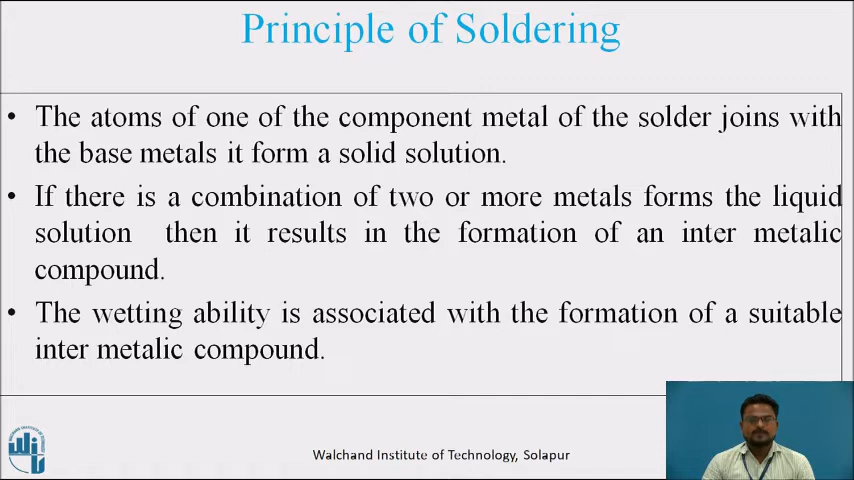 Principle of Soldering
• The atoms of one of the component metal of the solder joins with
the base metals it form a solid solution.
• If there is a combination of two or more metals forms the liquid
solution then it results in the formation of an inter metalic
compound.
• The wetting ability is associated with the formation of a suitable
inter metalic compound.
Walchand Institute of Technology, Solapur